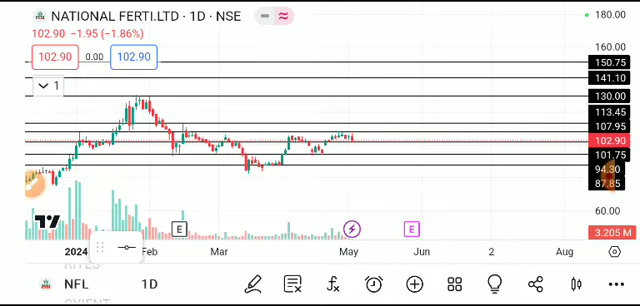 NATIONAL FERTI.LTD · 1D · NSE
102.90 −1.95 (−1.86%)
102.90 0.00 102.90
1
180.00
160.00
150.75
141.10
130.00
113.45
107.95
102.90
101.75
94.30
87.85
60.00
3.205 M
E
E
2024 Feb Mar May Jun 2 Aug
NFL 1D